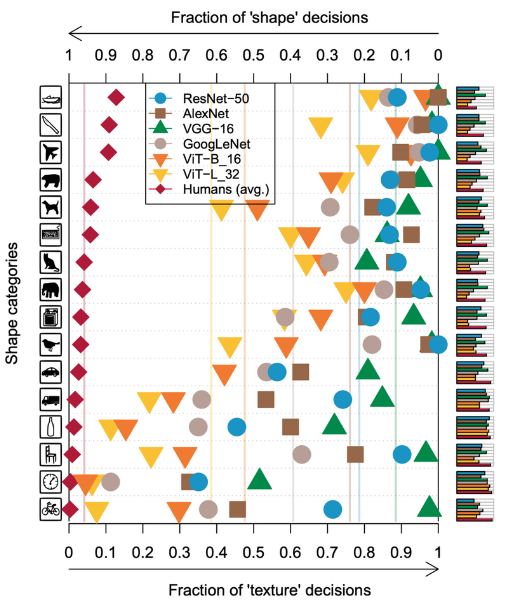 Fraction of 'shape' decisions
1 0.9 0.8 0.7 0.6 0.5 0.4 0.3 0.2 0.1 0
ResNet−50
AlexNet
VGG−16
GoogLeNet
ViT−B_16
ViT−L_32
Humans (avg.)
Shape categories
0 0.1 0.2 0.3 0.4 0.5 0.6 0.7 0.8 0.9 1
Fraction of 'texture' decisions